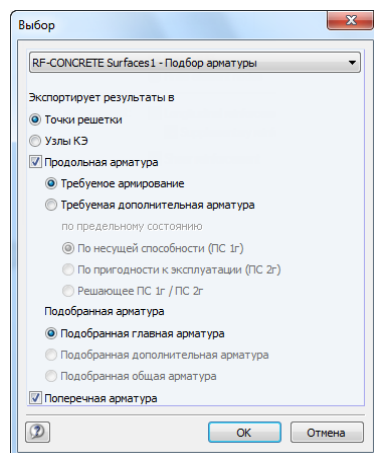 Выбор
RF-CONCRETE Surfaces1 - Подбор арматуры
Экспортирует результаты в
Точки решетки
Узлы КЭ
Продольная арматура
Требуемое армирование
Требуемая дополнительная арматура
по предельному состоянию
По несущей способности (ПС 1г)
По пригодности к эксплуатации (ПС 2г)
Решающее ПС 1г / ПС 2г
Подобранная арматура
Подобранная главная арматура
Подобранная дополнительная арматура
Подобранная общая арматура
Поперечная арматура
OK Отмена